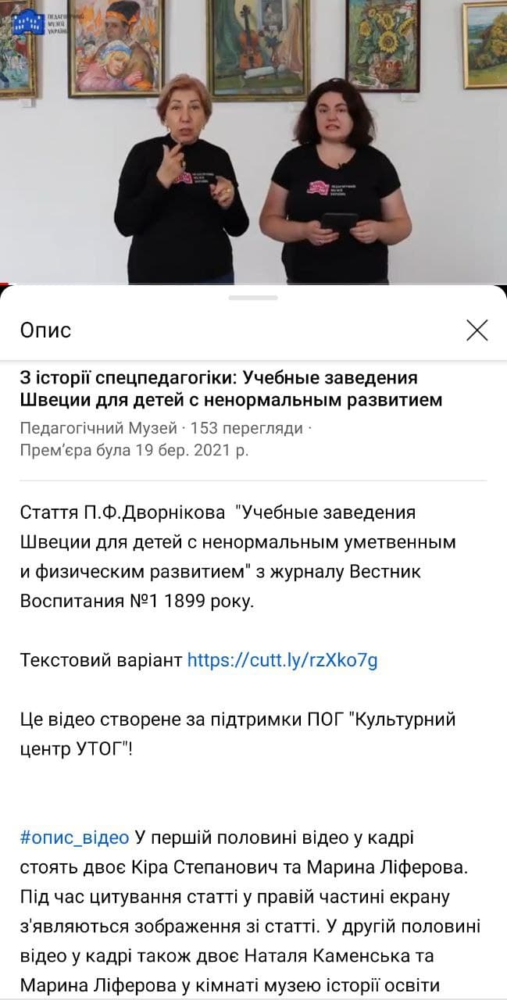 ПЕДАГОГІЧНИЙ
МУЗЕЙ
УКРАЇНИ
Опис
З історії спецпедагогіки: Учебные заведения
Швеции для детей с ненормальным развитием
Педагогічний Музей · 153 перегляди ·
Прем’єра була 19 бер. 2021 р.
Стаття П.Ф.Дворнікова "Учебные заведения
Швеции для детей с ненормальным уметвенным
и физическим развитием" з журналу Вестник
Воспитания №1 1899 року.
Текстовий варіант https://cutt.ly/rzXko7g
Це відео створене за підтримки ПОГ "Культурний
центр УТОГ"!
#опис_відео У першій половині відео у кадрі
стоять двоє Кіра Степанович та Марина Ліферова.
Під час цитування статті у правій частині екрану
з'являються зображення зі статті. У другій половині
відео у кадрі також двоє Наталя Каменська та
Марина Ліферова у кімнаті музею історії освіти